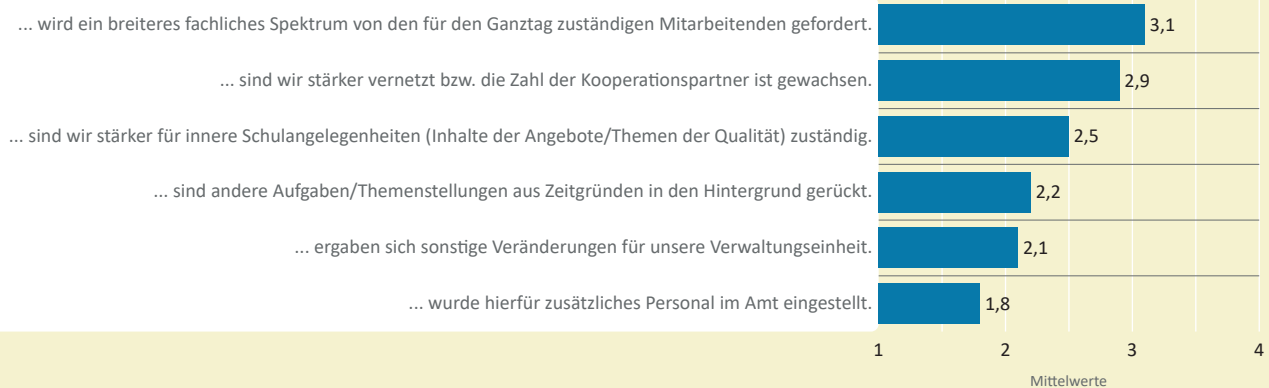 ... wird ein breiteres fachliches Spektrum von den für den Ganztag zuständigen Mitarbeitenden gefordert. 3,1
... sind wir stärker vernetzt bzw. die Zahl der Kooperationspartner ist gewachsen. 2,9
... sind wir stärker für innere Schulangelegenheiten (Inhalte der Angebote/Themen der Qualität) zuständig. 2,5
... sind andere Aufgaben/Themenstellungen aus Zeitgründen in den Hintergrund gerückt. 2,2
... ergaben sich sonstige Veränderungen für unsere Verwaltungseinheit. 2,1
... wurde hierfür zusätzliches Personal im Amt eingestellt. 1,8
1 2 3 4
Mittelwerte